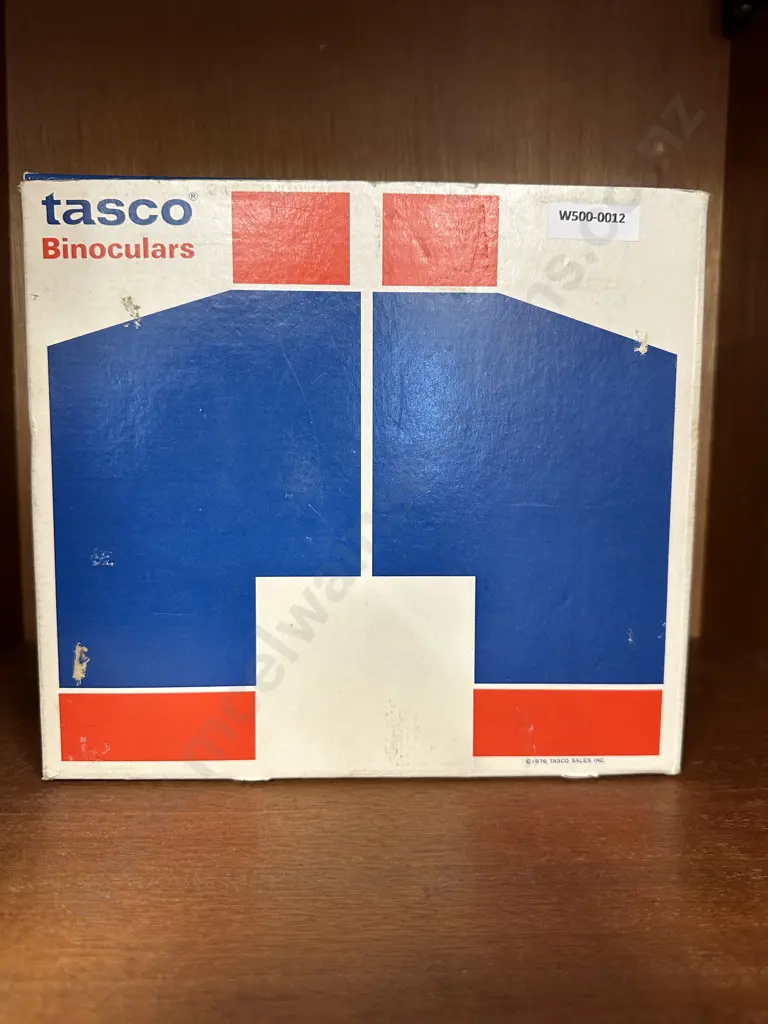 tasco®
Binoculars
W500-0012
©1976 TASCO SALES INC.